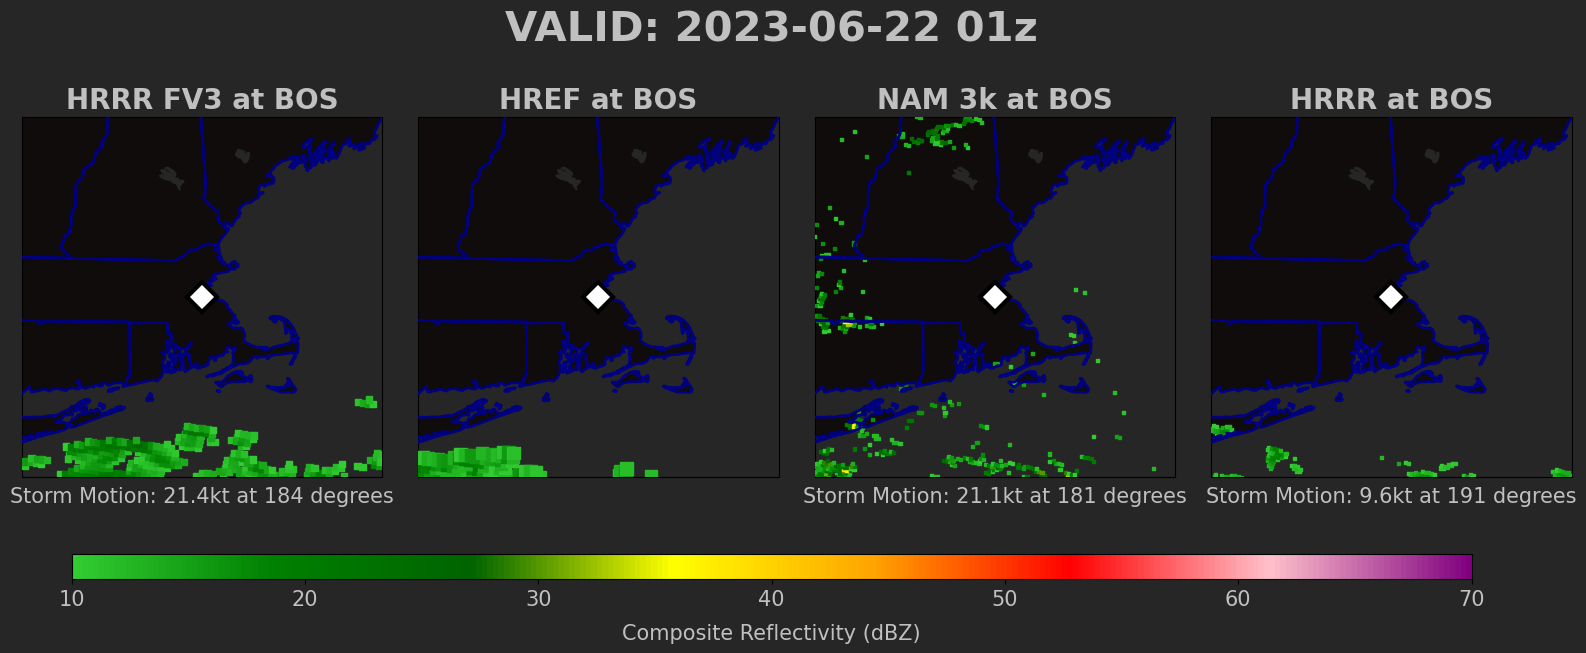 VALID: 2023-06-22 01z
HRRR FV3 at BOS
HREF at BOS
NAM 3k at BOS
HRRR at BOS
Storm Motion: 21.4kt at 184 degrees
Storm Motion: 21.1kt at 181 degrees
Storm Motion: 9.6kt at 191 degrees
10 20 30 40 50 60 70
Composite Reflectivity (dBZ)